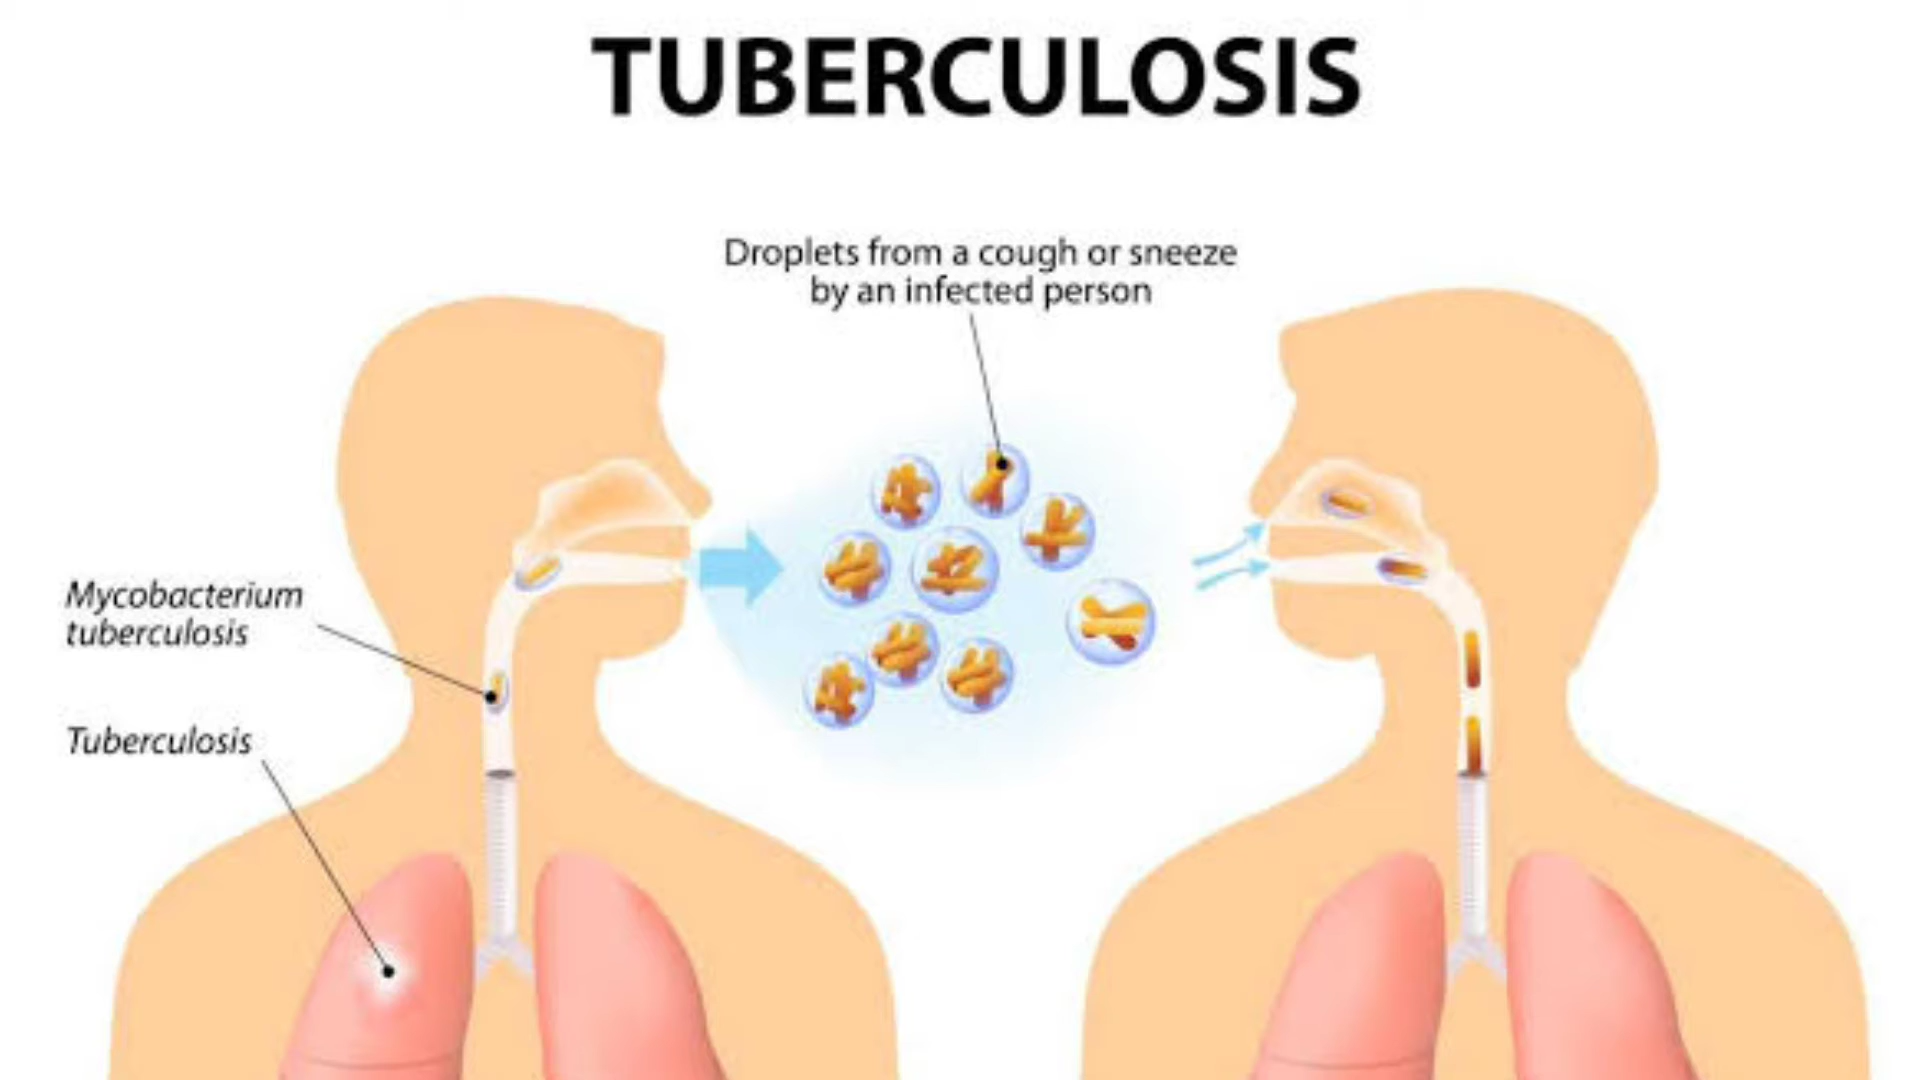 TUBERCULOSIS
Droplets from a cough or sneeze
by an infected person
Mycobacterium
tuberculosis
Tuberculosis